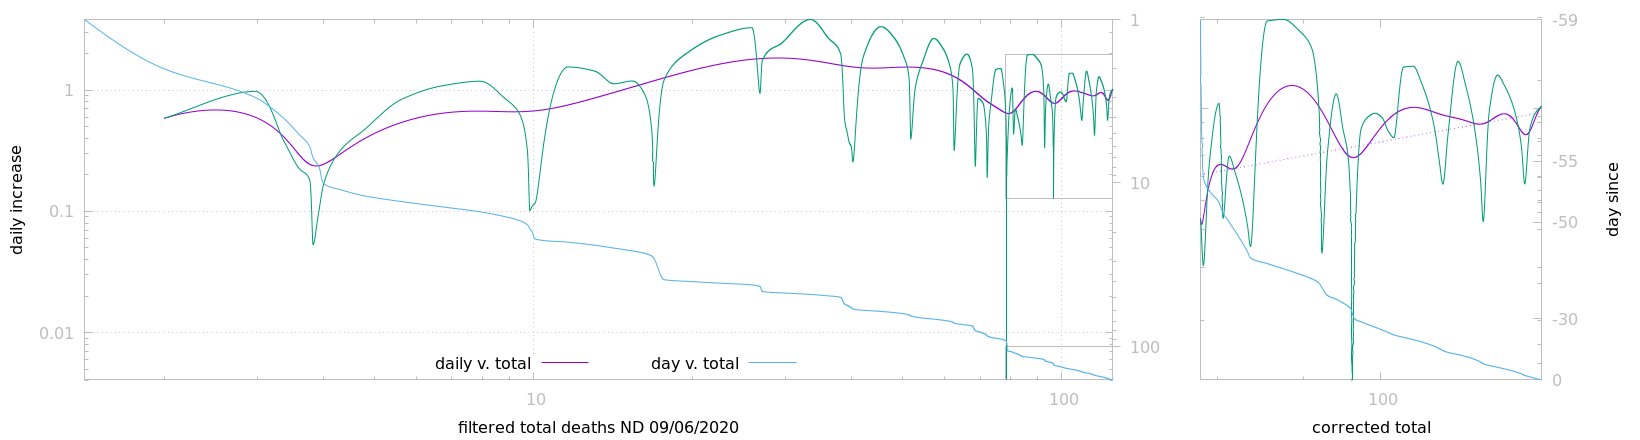 daily increase
1
0.1
0.01
10
100
1
10
100
daily v. total
day v. total
filtered total deaths ND 09/06/2020
-59
-55
-50
-30
0
day since
100
corrected total